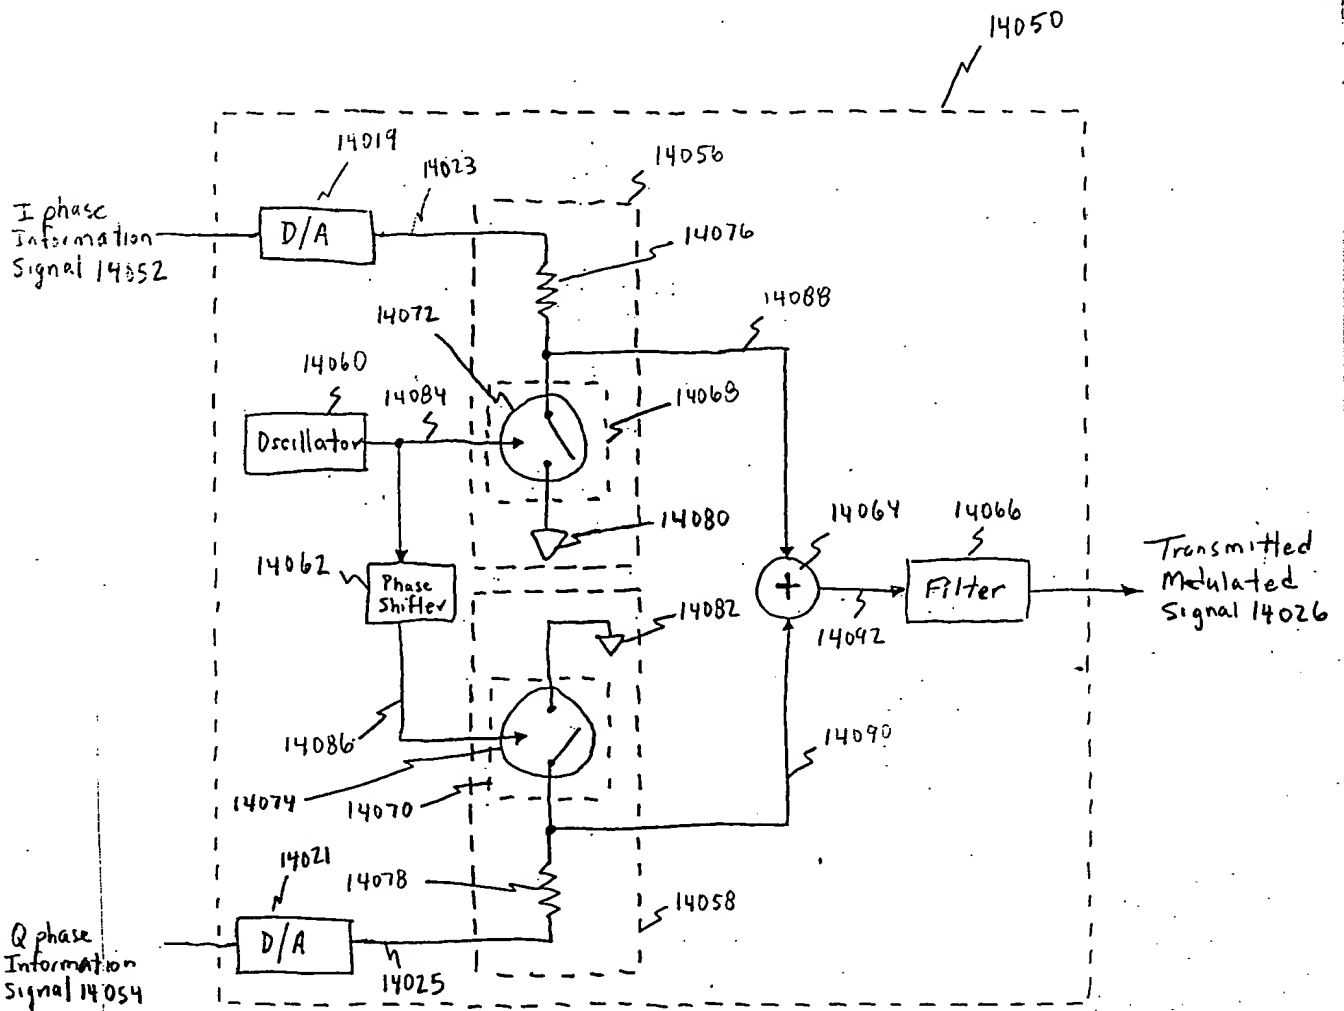 14050
14019
14023
14056
I phase
Information
Signal 14052
D/A
14076
14088
14072
14060
14084
14068
Oscillator
14080
14064
14066
14062
Phase
Shifter
14082
+
Filter
Transmitted
Modulated
Signal 14026
14092
14086
14090
14074
14070
14021
14078
14058
Q phase
Information
Signal 14054
D/A
14025